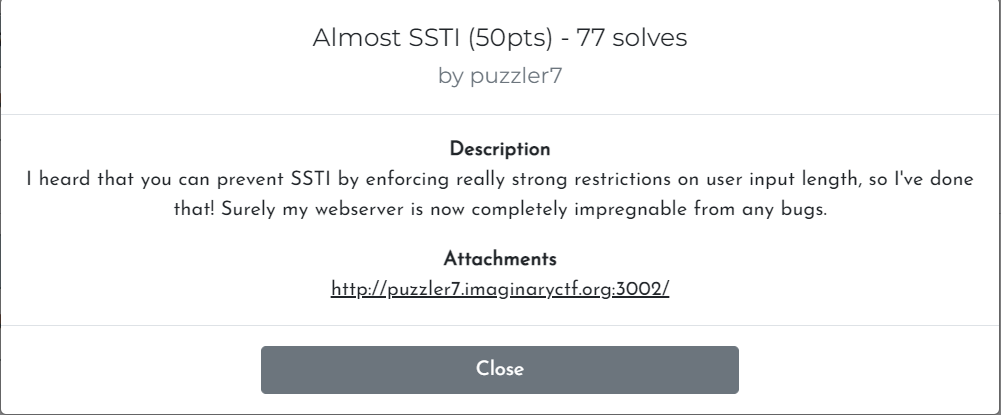 Almost SSTI (50pts) - 77 solves
by puzzler7
Description
I heard that you can prevent SSTI by enforcing really strong restrictions on user input length, so I've done
that! Surely my webserver is now completely impregnable from any bugs.
Attachments
http://puzzler7.imaginaryctf.org:3002/
Close